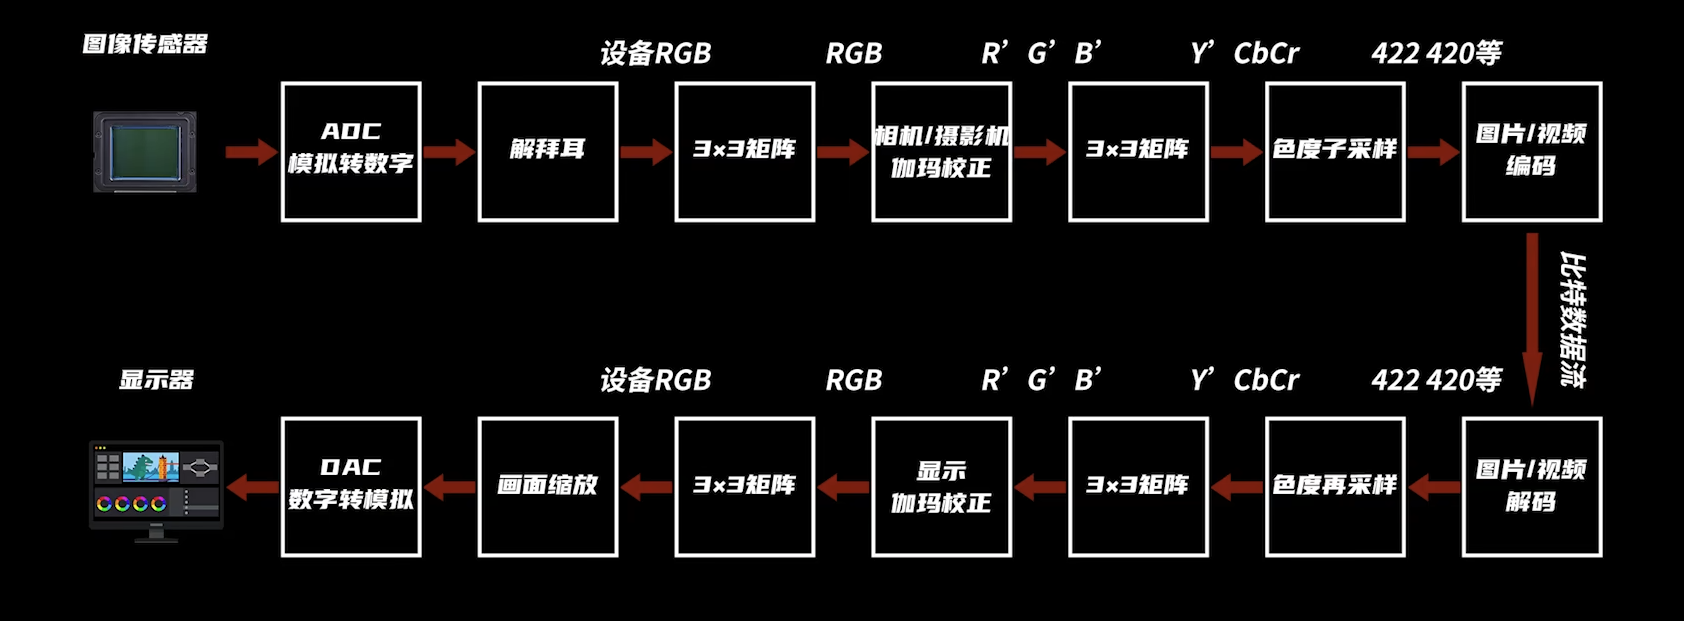 图像传感器
设备RGB
RGB
R’ G’ B’
Y’ CbCr
422 420等
ADC
模拟转数字
解拜耳
3×3矩阵
相机/摄影机
伽玛校正
3×3矩阵
色度子采样
图片/视频
编码
比特数据流
显示器
设备RGB
RGB
R’ G’ B’
Y’ CbCr
422 420等
DAC
数字转模拟
画面缩放
3×3矩阵
显示
伽玛校正
3×3矩阵
色度再采样
图片/视频
解码